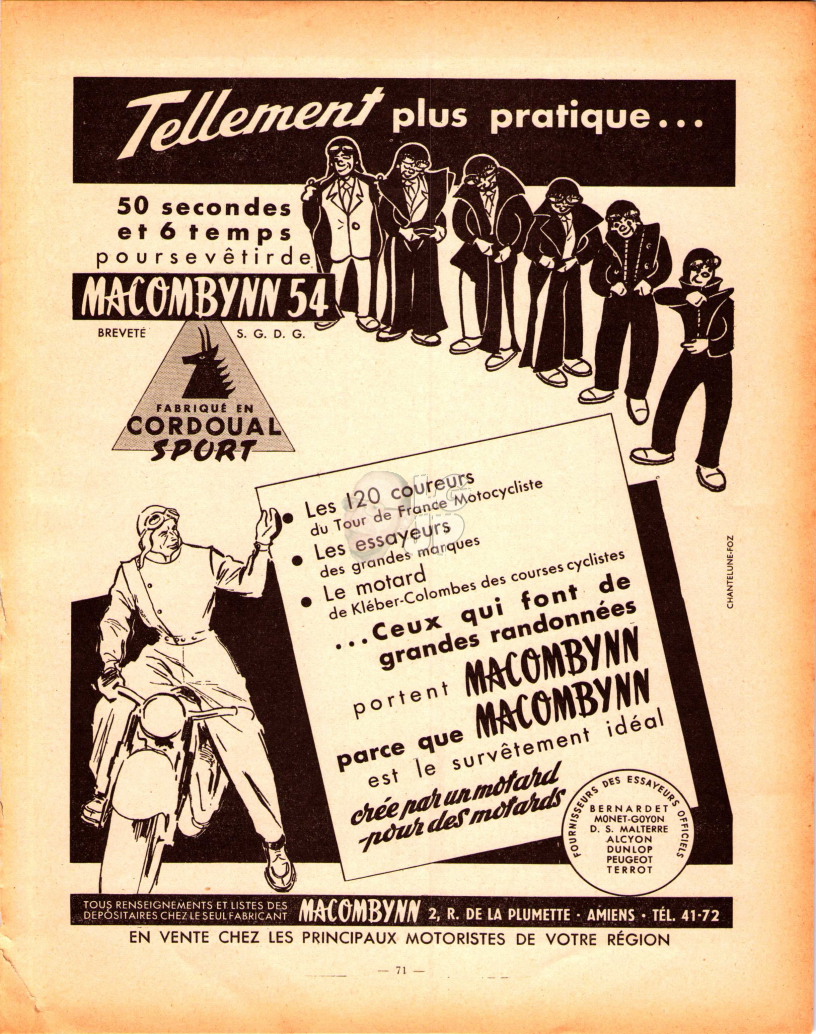 Tellement plus pratique...
50 secondes
et 6 temps
pour se vêtir de
MACOMBYNN 54
BREVETÉ S. G. D. G.
FABRIQUÉ EN
CORDOUAL
SPORT
• Les 120 coureurs
du Tour de France Motocycliste
• Les essayeurs
des grandes marques
• Le motard
de Kléber-Colombes des courses cyclistes
...Ceux qui font de
grandes randonnées
portent MACOMBYNN
parce que MACOMBYNN
est le survêtement idéal
crée par un motard
-pour des motards
CHANTELUNE-FOZ
FOURNISSEURS DES ESSAYEURS OFFICIELS
BERNARDET
MONET-GOYON
D. S. MALTERRE
ALCYON
DUNLOP
PEUGEOT
TERROT
TOUS RENSEIGNEMENTS ET LISTES DES
DEPÔSITAIRES CHEZ LE SEUL FABRICANT
MACOMBYNN 2, R. DE LA PLUMETTE · AMIENS · TÉL. 41-72
EN VENTE CHEZ LES PRINCIPAUX MOTORISTES DE VOTRE RÉGION
— 71 —